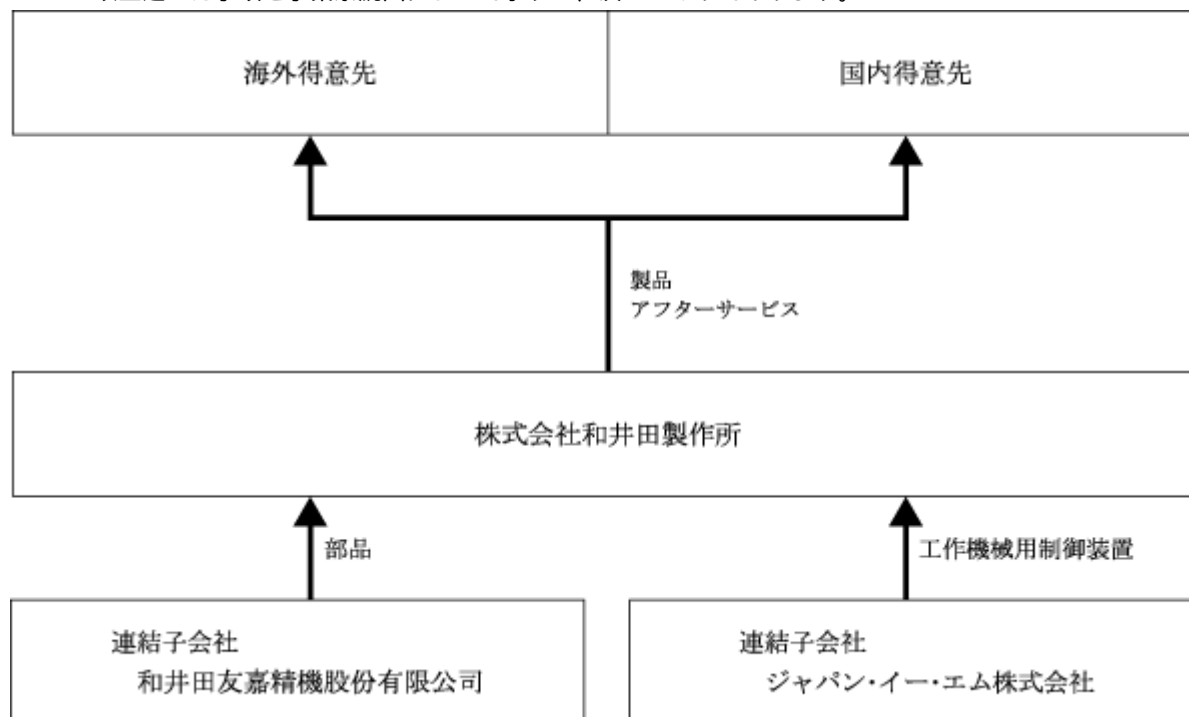 海外得意先
国内得意先
製品
アフターサービス
株式会社和井田製作所
部品
工作機械用制御装置
連結子会社
和井田友嘉精機股份有限公司
連結子会社
ジャパン・イー・エム株式会社